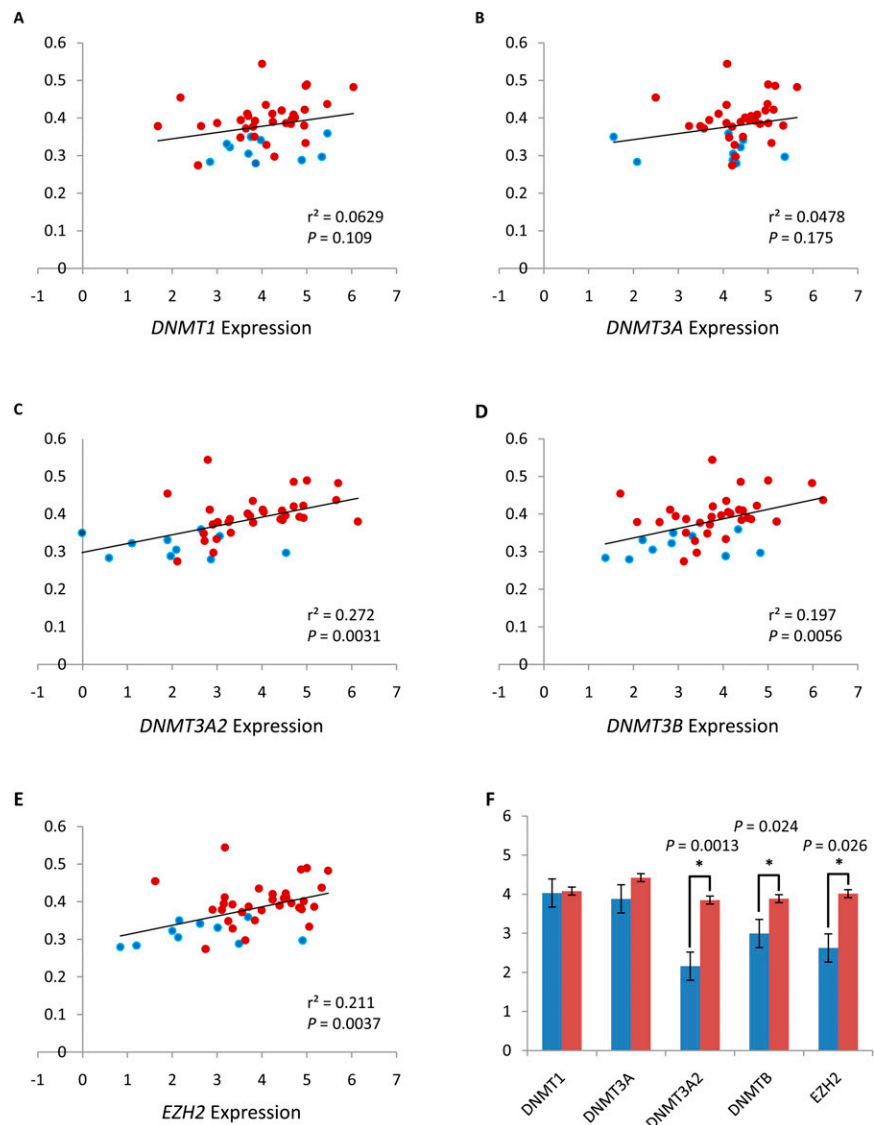 A
0.6
0.5
0.4
0.3
0.2
0.1
0
-1 0 1 2 3 4 5 6 7
r² = 0.0629
P = 0.109
DNMT1 Expression
B
0.6
0.5
0.4
0.3
0.2
0.1
0
-1 0 1 2 3 4 5 6 7
r² = 0.0478
P = 0.175
DNMT3A Expression
C
0.6
0.5
0.4
0.3
0.2
0.1
0
-1 0 1 2 3 4 5 6 7
r² = 0.272
P = 0.0031
DNMT3A2 Expression
D
0.6
0.5
0.4
0.3
0.2
0.1
0
-1 0 1 2 3 4 5 6 7
r² = 0.197
P = 0.0056
DNMT3B Expression
E
0.6
0.5
0.4
0.3
0.2
0.1
0
-1 0 1 2 3 4 5 6 7
r² = 0.211
P = 0.0037
EZH2 Expression
F
6
5
4
3
2
1
0
P = 0.0013
P = 0.024
P = 0.026
* * *
DNMT1
DNMT3A
DNMT3A2
DNMTB
EZH2